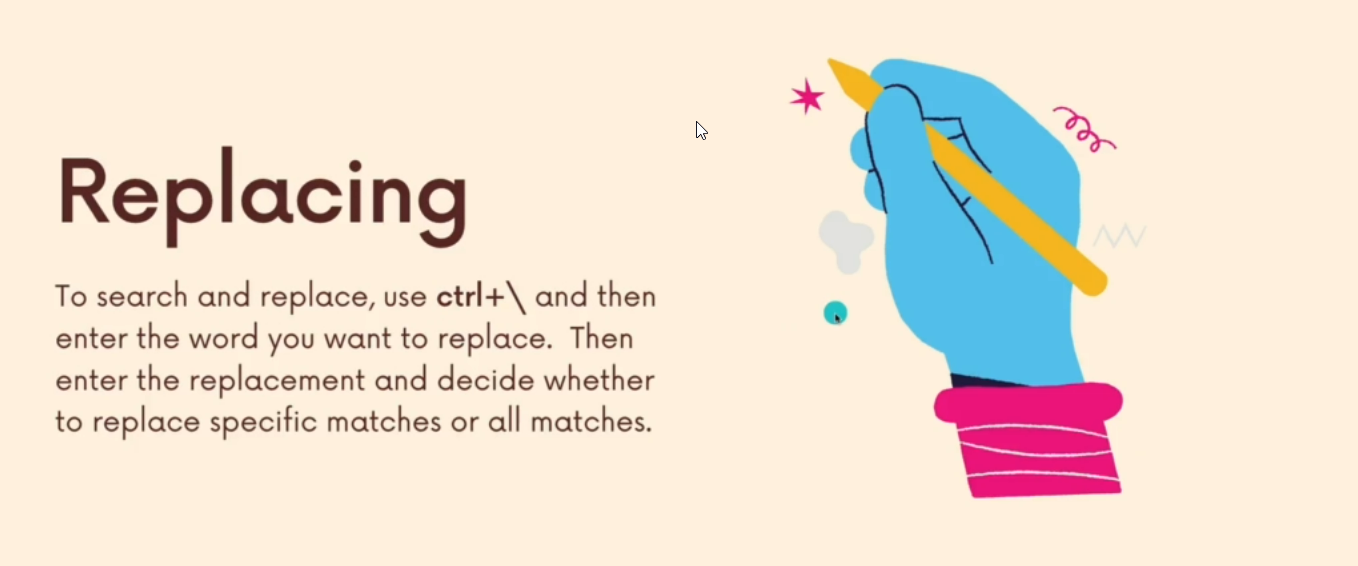 Replacing
To search and replace, use ctrl+\ and then
enter the word you want to replace.  Then
enter the replacement and decide whether
to replace specific matches or all matches.